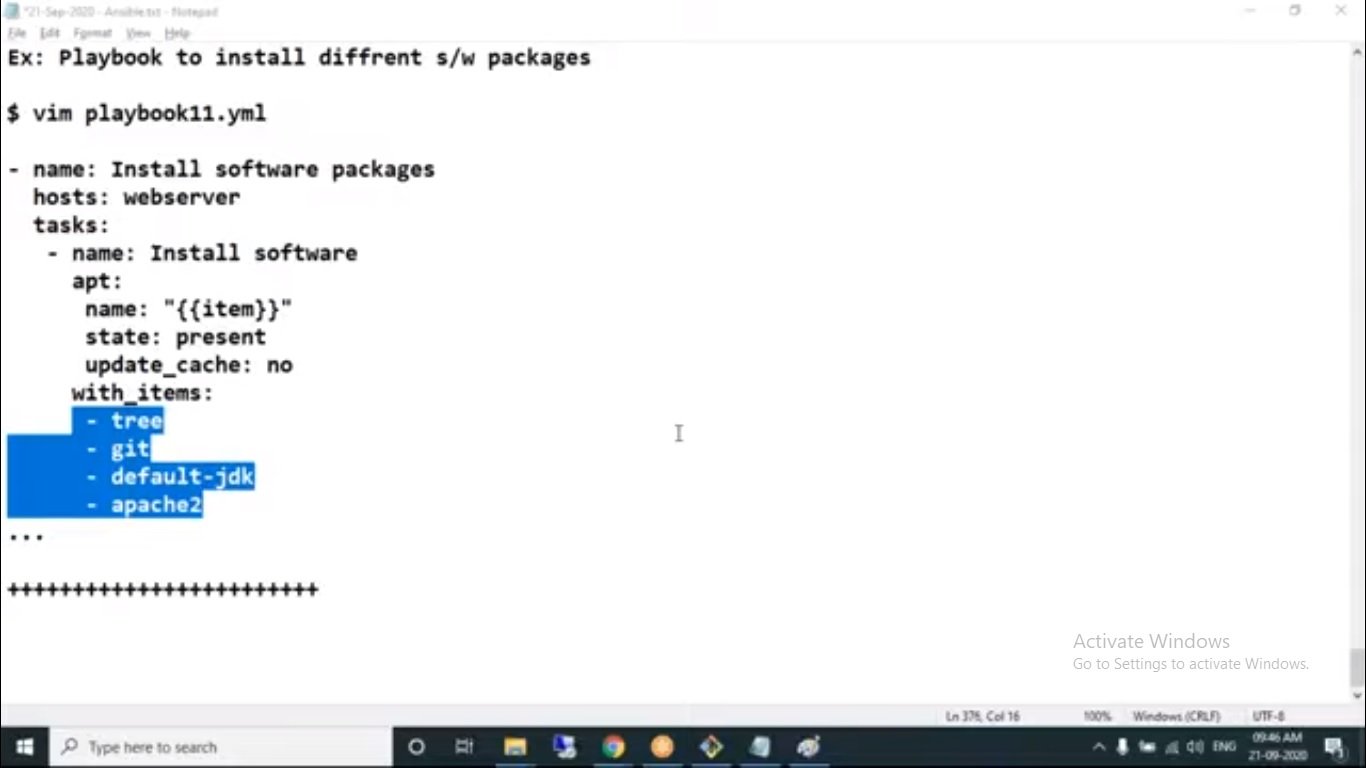 *21-Sep-2020 - Ansible.txt - Notepad
File Edit Format View Help
Ex: Playbook to install diffrent s/w packages
$ vim playbook11.yml
- name: Install software packages
hosts: webserver
tasks:
- name: Install software
apt:
name: "{{item}}"
state: present
update_cache: no
with_items:
- tree
- git
- default-jdk
- apache2
...
++++++++++++++++++++++++
Activate Windows
Go to Settings to activate Windows.
Ln 376, Col 16 100% Windows (CRLF) UTF-8
Type here to search
ENG
09:46 AM
21-09-2020